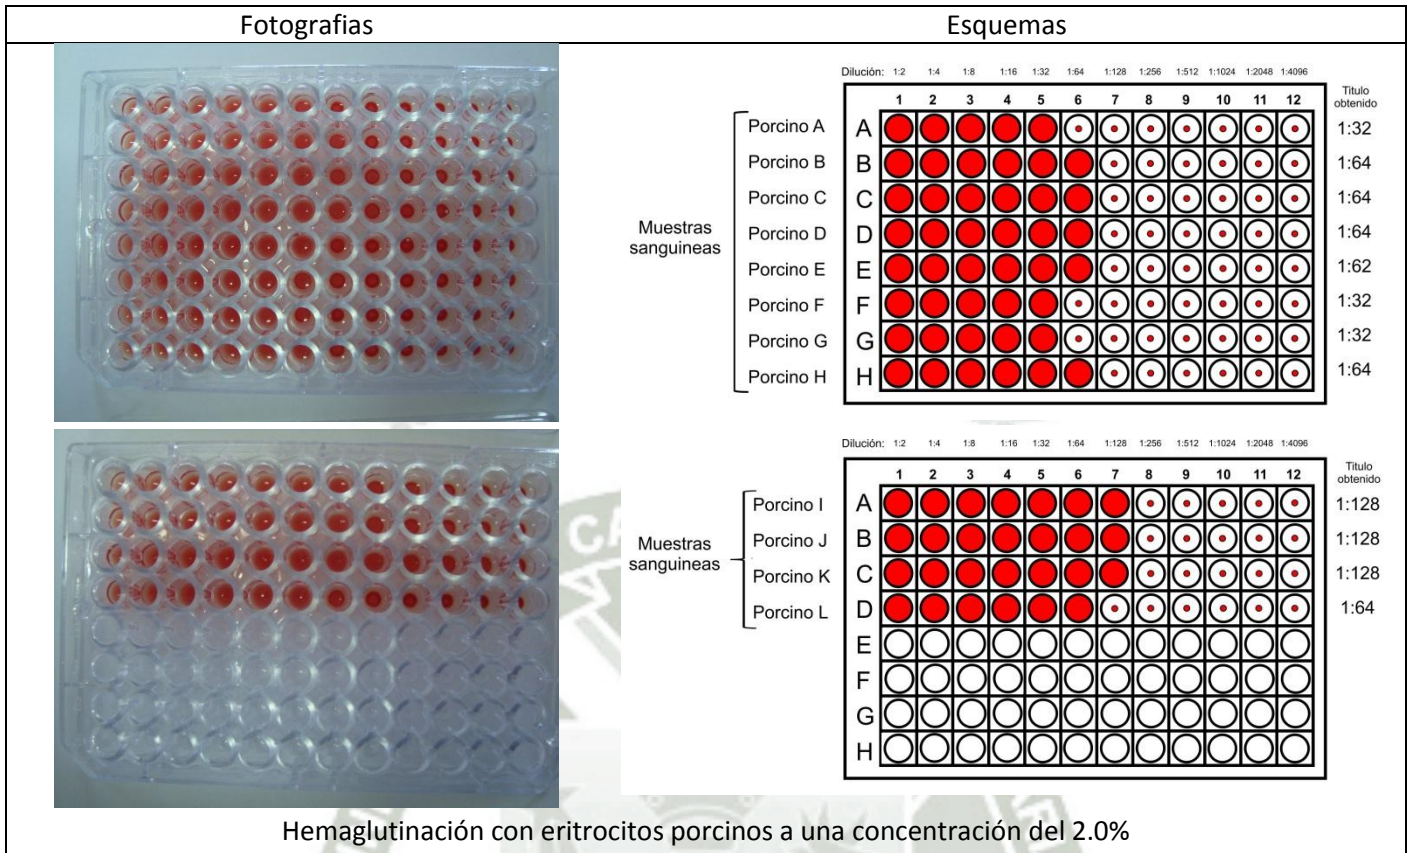 Fotografias Esquemas
Dilución: 1:2 1:4 1:8 1:16 1:32 1:64 1:128 1:256 1:512 1:1024 1:2048 1:4096
Titulo
obtenido
1 2 3 4 5 6 7 8 9 10 11 12
Muestras
sanguineas
Porcino A A 1:32
Porcino B B 1:64
Porcino C C 1:64
Porcino D D 1:64
Porcino E E 1:62
Porcino F F 1:32
Porcino G G 1:32
Porcino H H 1:64
Dilución: 1:2 1:4 1:8 1:16 1:32 1:64 1:128 1:256 1:512 1:1024 1:2048 1:4096
Titulo
obtenido
1 2 3 4 5 6 7 8 9 10 11 12
Muestras
sanguineas
Porcino I A 1:128
Porcino J B 1:128
Porcino K C 1:128
Porcino L D 1:64
E
F
G
H
Hemaglutinación con eritrocitos porcinos a una concentración del 2.0%